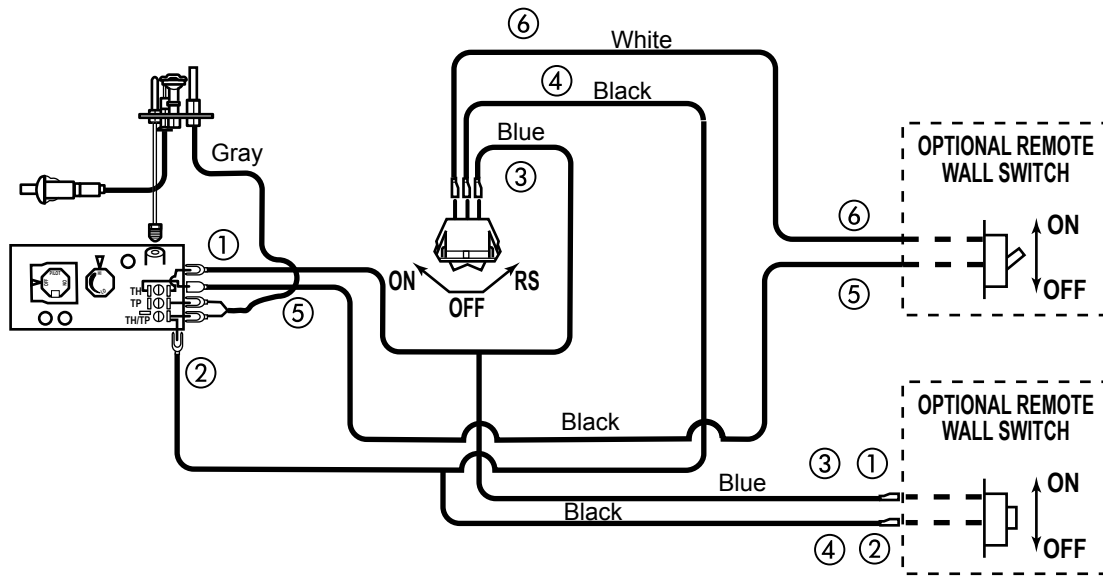 ⑥
White
④
Black
Blue
③
Gray
OPTIONAL REMOTE
WALL SWITCH
⑥
ON
OFF
⑤
①
ON
OFF
RS
TH
TP
TH/TP
⑤
②
Black
OPTIONAL REMOTE
WALL SWITCH
③ ①
Blue
ON
Black
④ ②
OFF